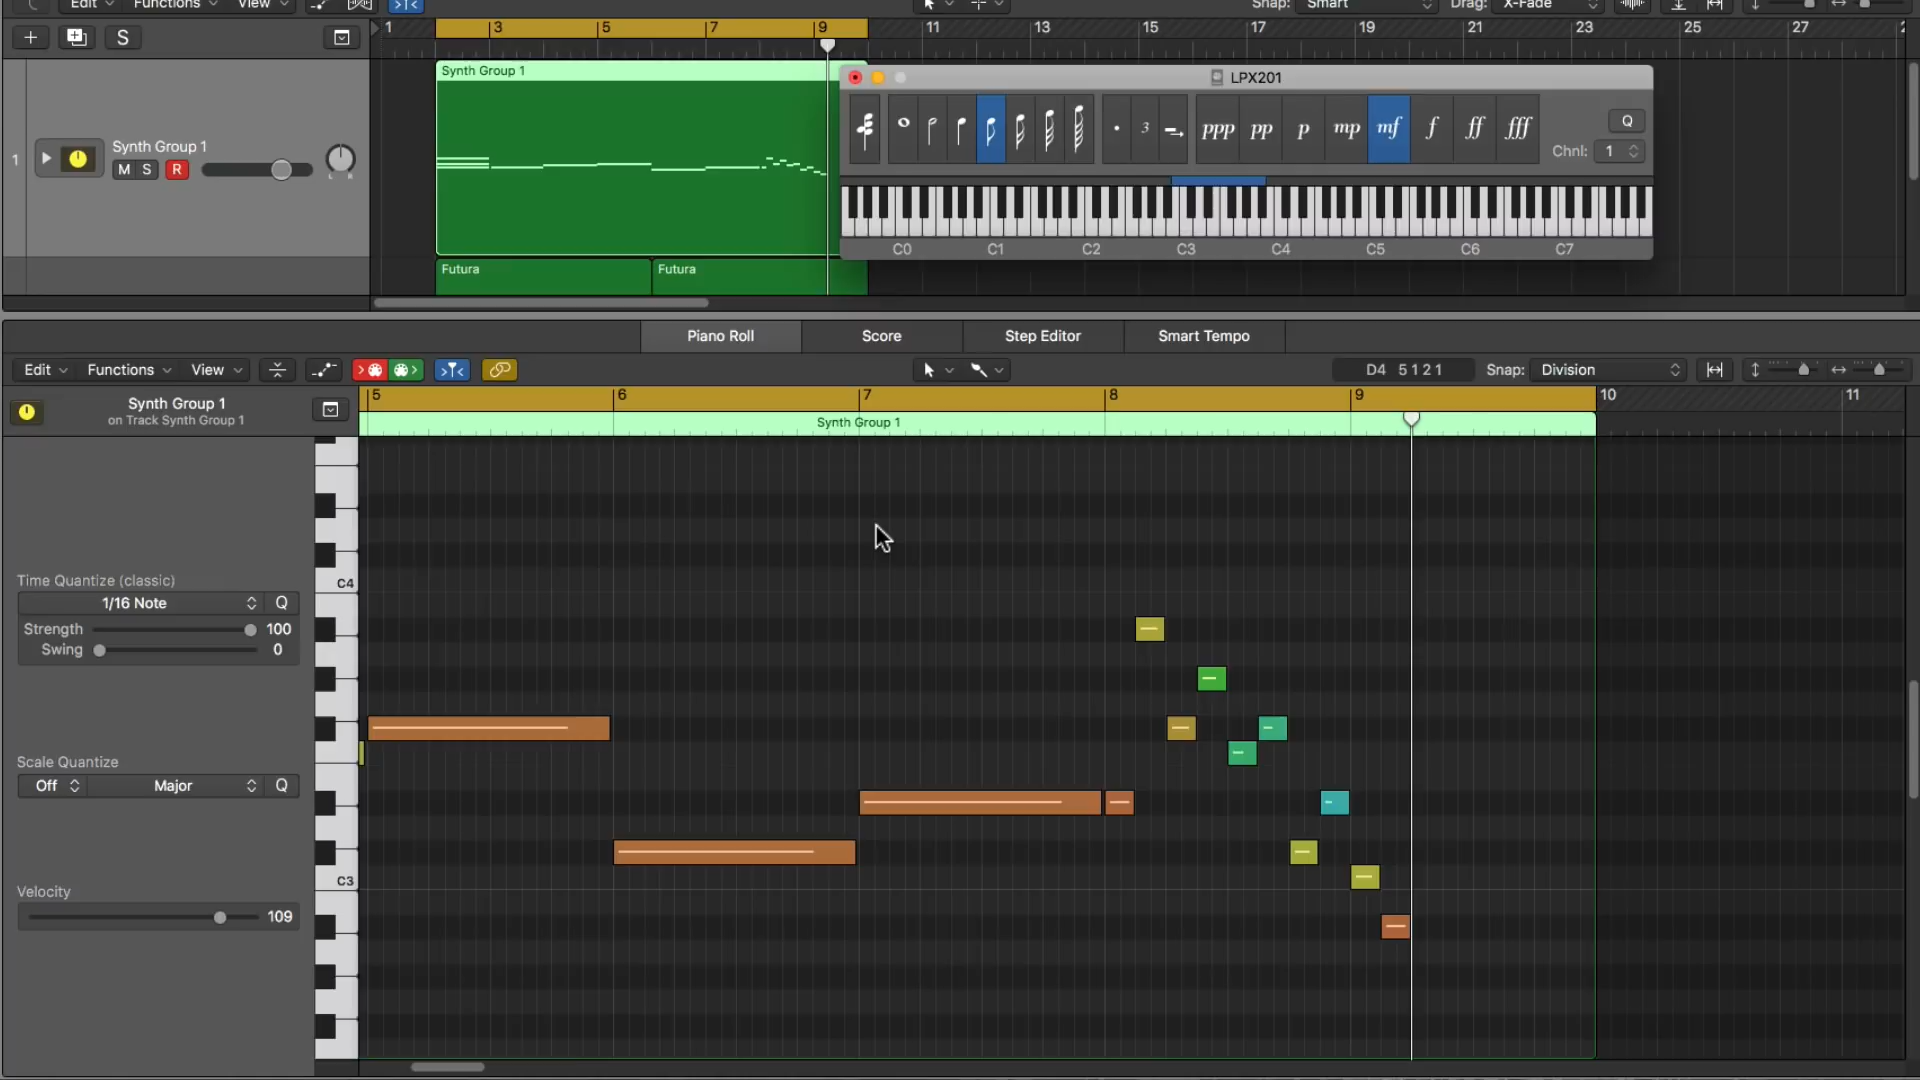 Edit Functions View Snap: Smart Drag: X-Fade
S 1 3 5 7 9 11 13 15 17 19 21 23 25 27
Synth Group 1
LPX201
1 Synth Group 1
M S R
3 ppp pp p mp mf f ff fff Q
Chnl: 1
C0 C1 C2 C3 C4 C5 C6 C7
Futura Futura
Piano Roll Score Step Editor Smart Tempo
Edit Functions View D4 5 1 2 1 Snap: Division
5 6 7 8 9 10 11
Synth Group 1
on Track Synth Group 1
Synth Group 1
Time Quantize (classic)
1/16 Note Q
Strength 100
Swing 0
C4
Scale Quantize
Off Major Q
C3
Velocity
109